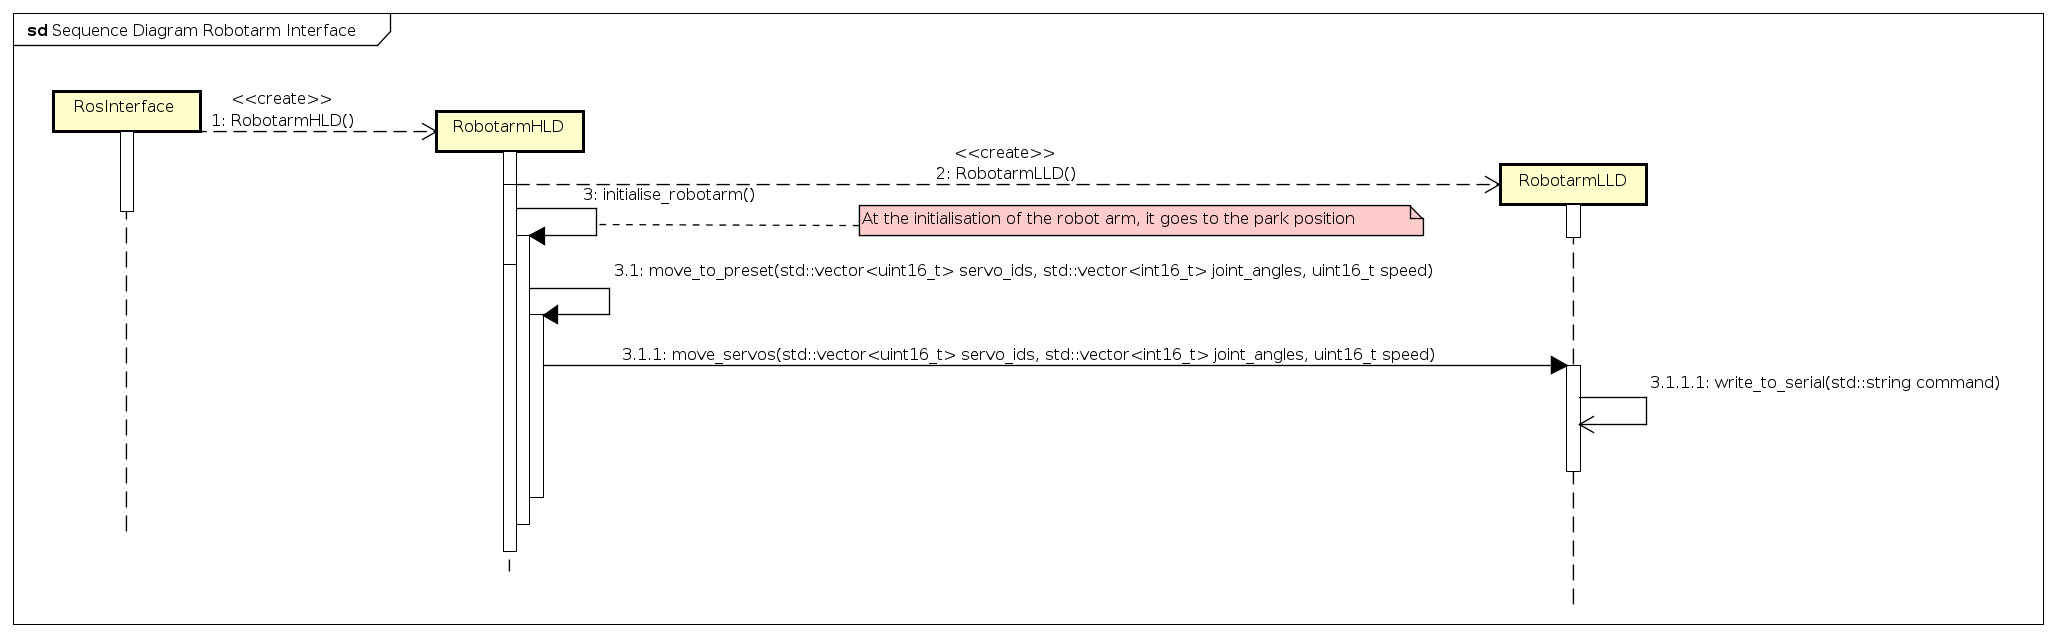 sd Sequence Diagram Robotarm Interface
RosInterface
<<create>>
1: RobotarmHLD()
RobotarmHLD
<<create>>
2: RobotarmLLD()
RobotarmLLD
3: initialise_robotarm()
At the initialisation of the robot arm, it goes to the park position
3.1: move_to_preset(std::vector<uint16_t> servo_ids, std::vector<int16_t> joint_angles, uint16_t speed)
3.1.1: move_servos(std::vector<uint16_t> servo_ids, std::vector<int16_t> joint_angles, uint16_t speed)
3.1.1.1: write_to_serial(std::string command)